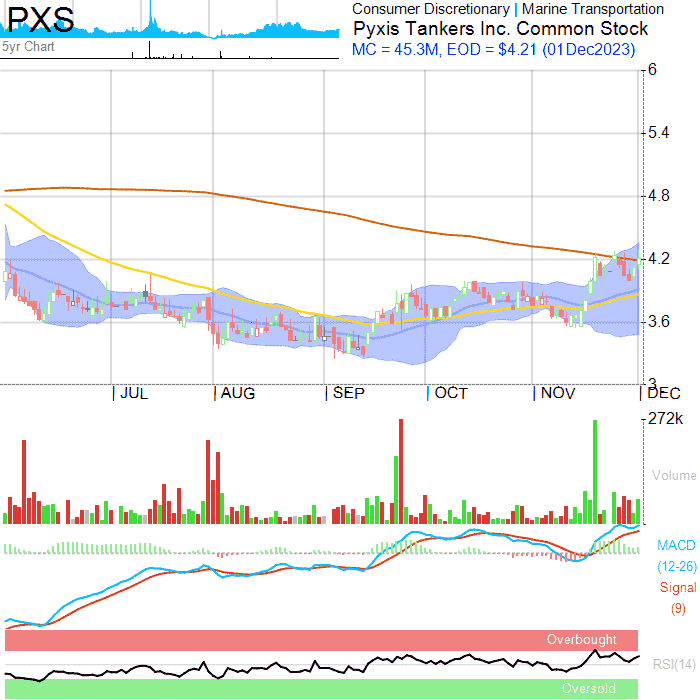 PXS
5yr Chart
Consumer Discretionary | Marine Transportation
Pyxis Tankers Inc. Common Stock
MC = 45.3M, EOD = $4.21 (01Dec2023)
6
5.4
4.8
4.2
3.6
3
JUL AUG SEP OCT NOV DEC
272k
Volume
MACD
(12-26)
Signal
(9)
Overbought
RSI(14)
Oversold